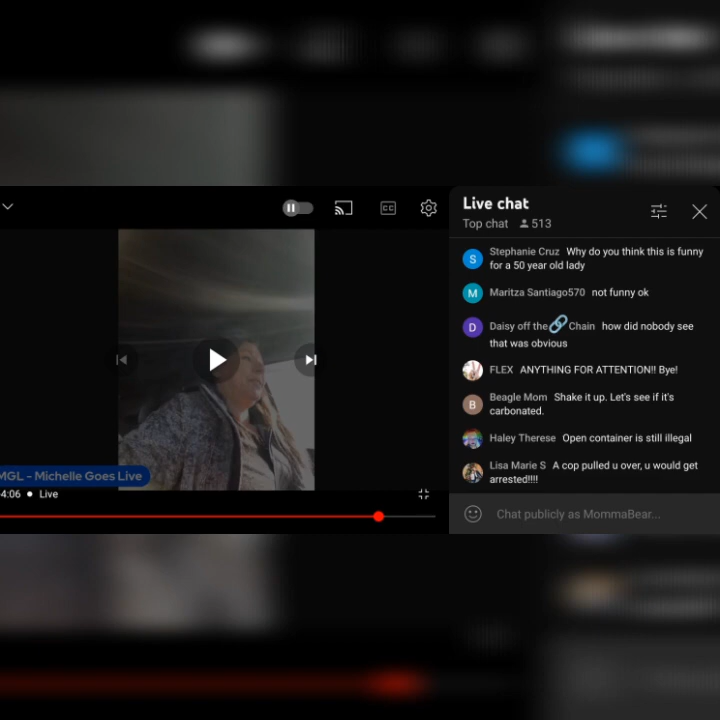 Live chat
Top chat 513
CC
S Stephanie Cruz Why do you think this is funny
for a 50 year old lady
M Maritza Santiago570 not funny ok
D Daisy off the🔗Chain how did nobody see
that was obvious
FLEX ANYTHING FOR ATTENTION!! Bye!
B Beagle Mom Shake it up. Let's see if it's
carbonated.
Haley Therese Open container is still illegal
Lisa Marie S A cop pulled u over, u would get
arrested!!!!
MGL - Michelle Goes Live
4:06 • Live
Chat publicly as MommaBear...